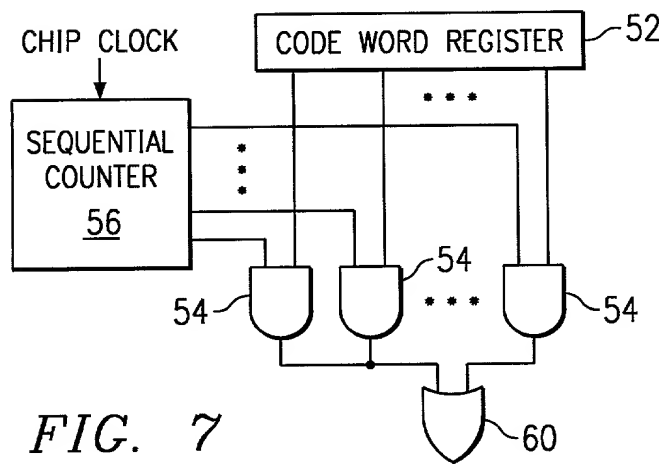 CHIP CLOCK
CODE WORD REGISTER
52
SEQUENTIAL
COUNTER
56
54
54
54
60
FIG. 7